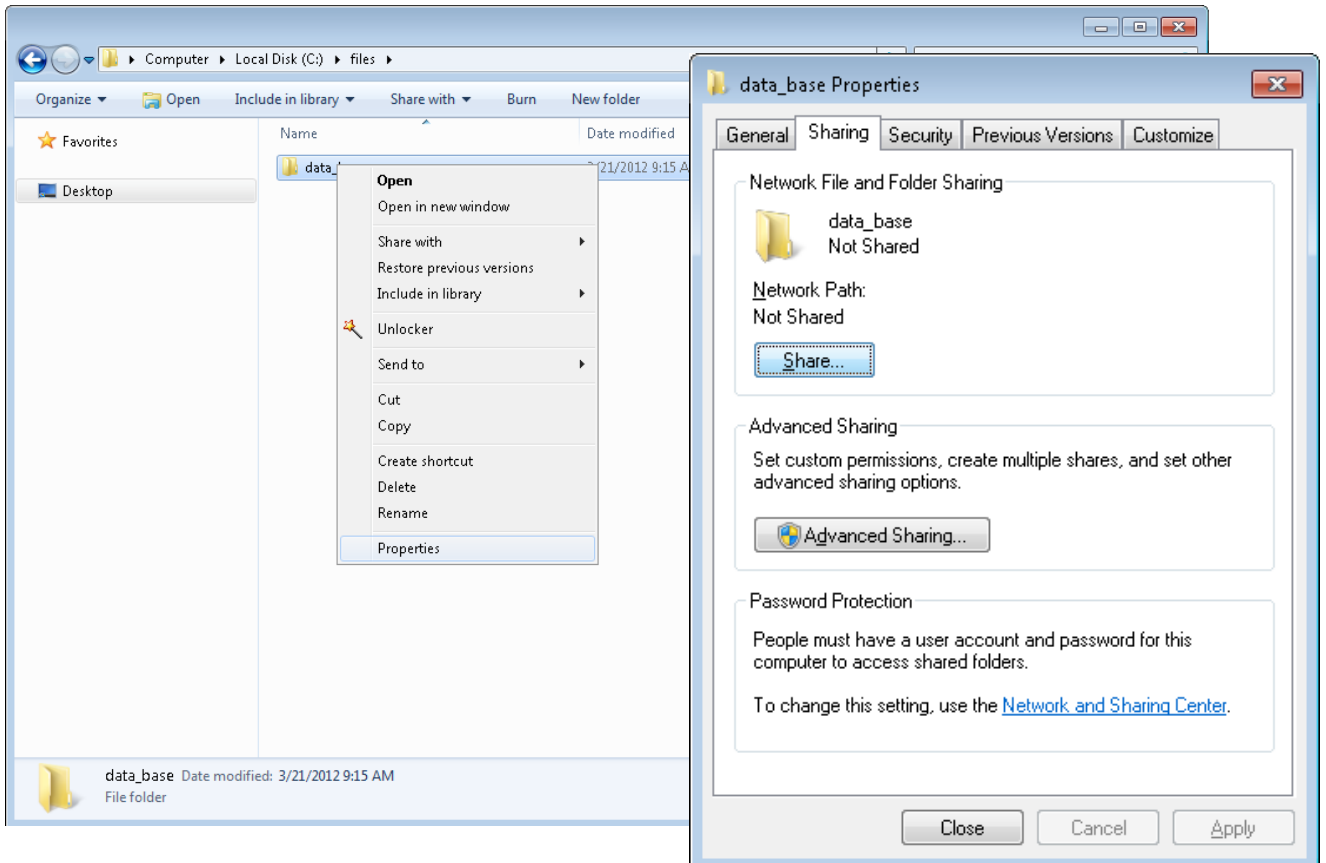 Computer Local Disk (C:) files
Organize Open Include in library Share with Burn New folder
Favorites
Desktop
Name Date modified
data_ /21/2012 9:15 A
Open
Open in new window
Share with
Restore previous versions
Include in library
Unlocker
Send to
Cut
Copy
Create shortcut
Delete
Rename
Properties
data_base Date modified: 3/21/2012 9:15 AM
File folder
data_base Properties
General Sharing Security Previous Versions Customize
Network File and Folder Sharing
data_base
Not Shared
Network Path:
Not Shared
Share...
Advanced Sharing
Set custom permissions, create multiple shares, and set other
advanced sharing options.
Advanced Sharing...
Password Protection
People must have a user account and password for this
computer to access shared folders.
To change this setting, use the Network and Sharing Center.
Close Cancel Apply